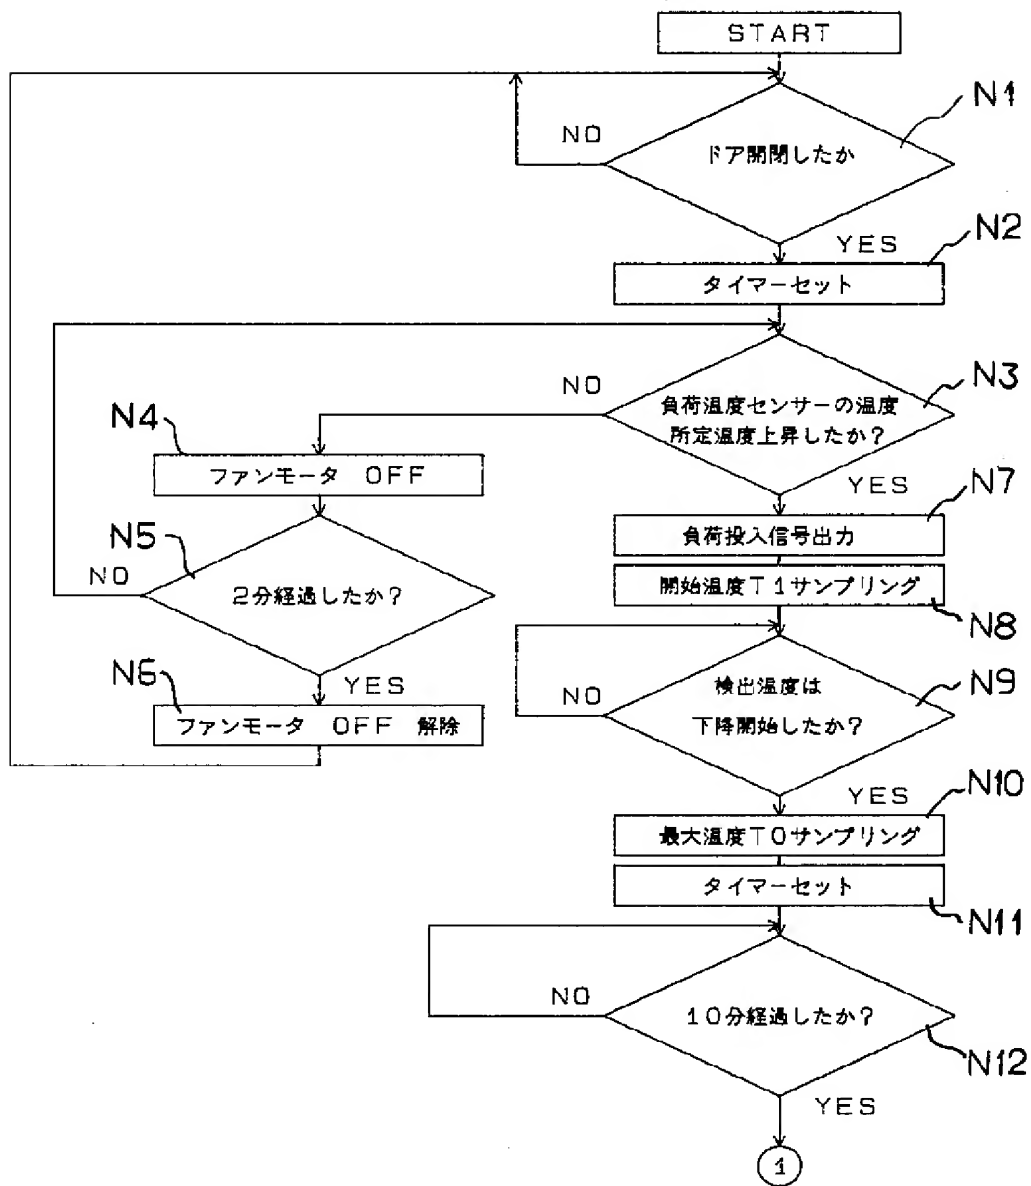 START
N1
NO
ドア開閉したか
YES
N2
タイマーセット
N3
NO
負荷温度センサーの温度
所定温度上昇したか？
YES
N4
ファンモータ OFF
N5
NO
2分経過したか？
YES
N6
ファンモータ OFF 解除
N7
負荷投入信号出力
開始温度T1サンプリング
N8
N9
NO
検出温度は
下降開始したか？
YES
N10
最大温度T0サンプリング
タイマーセット
N11
NO
10分経過したか？
N12
YES
1